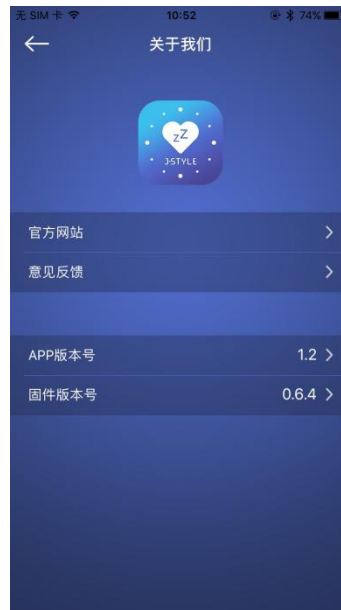 无 SIM 卡 10:52 74%
关于我们
zZ
J-STYLE
官方网站
意见反馈
APP版本号 1.2
固件版本号 0.6.4